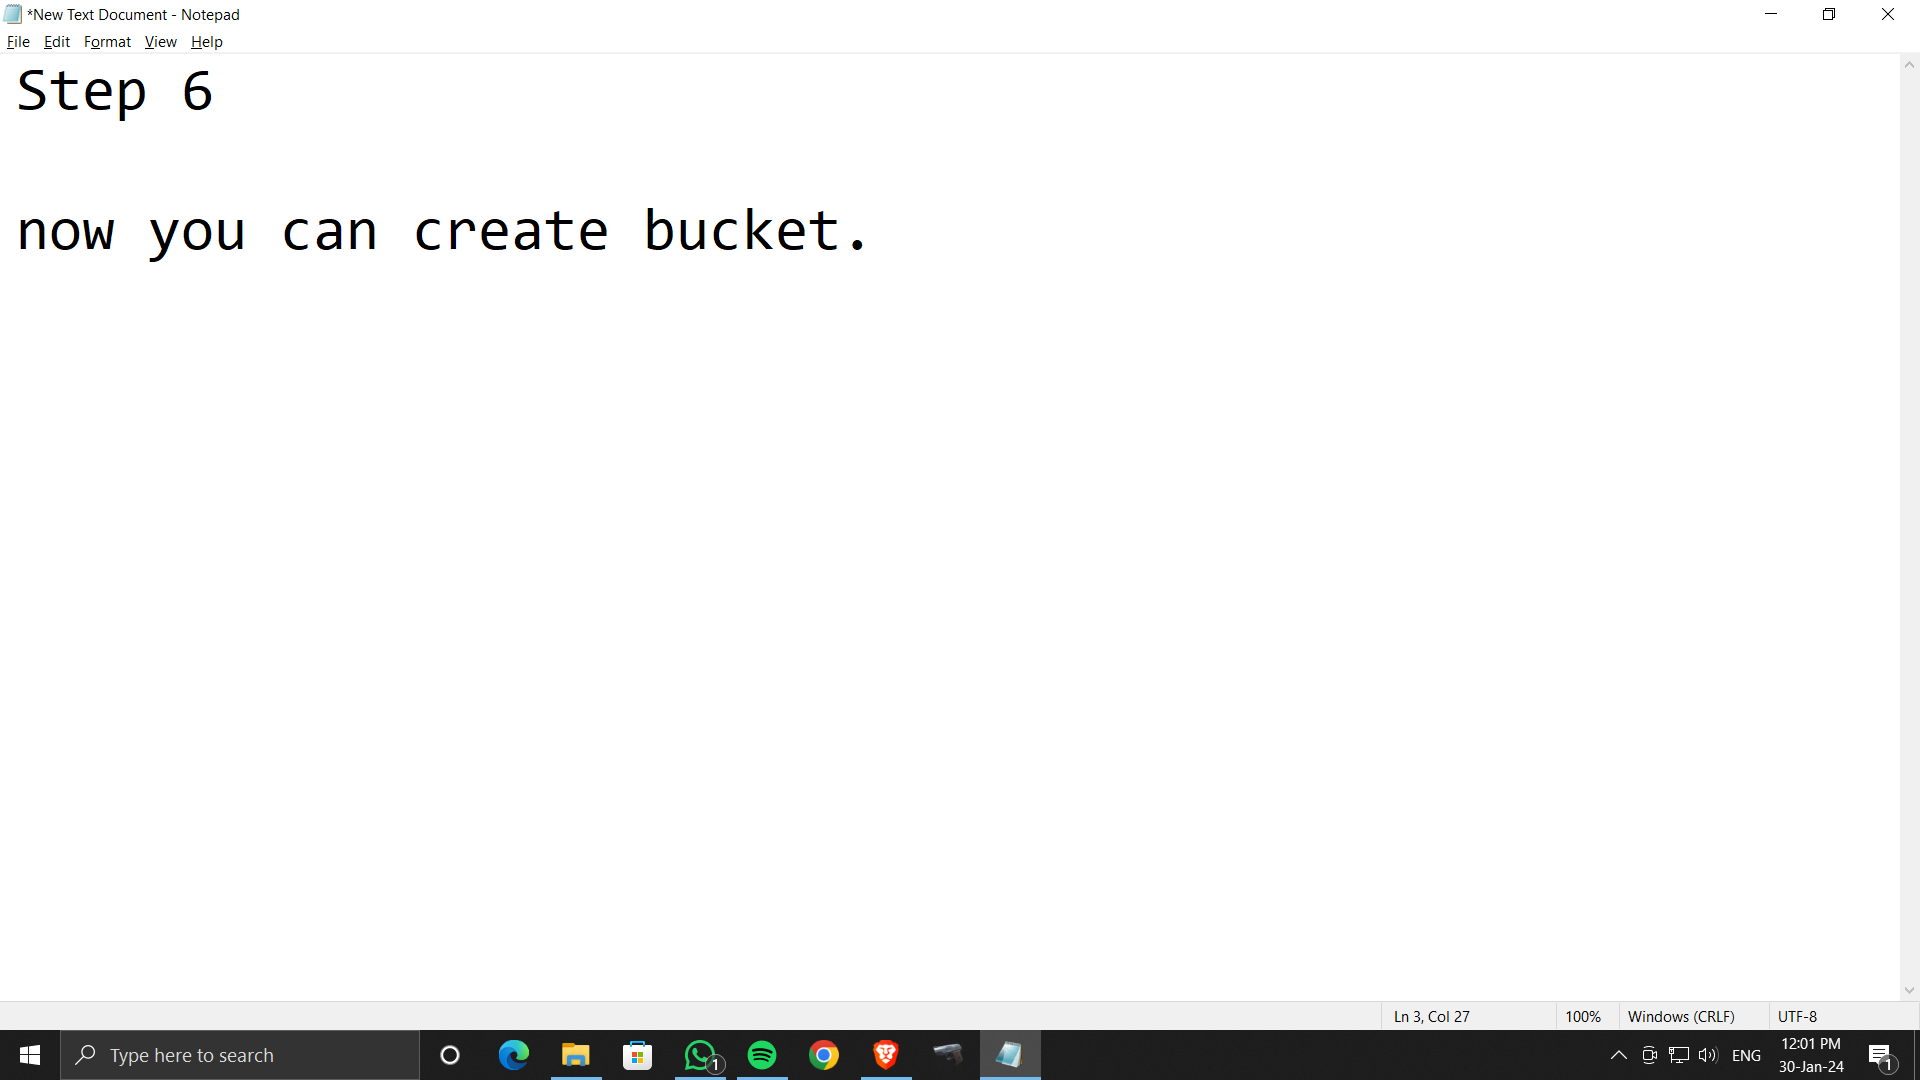 *New Text Document - Notepad
File Edit Format View Help
Step 6
now you can create bucket.
Ln 3, Col 27 100% Windows (CRLF) UTF-8
Type here to search 1 ENG 12:01 PM 1
30-Jan-24